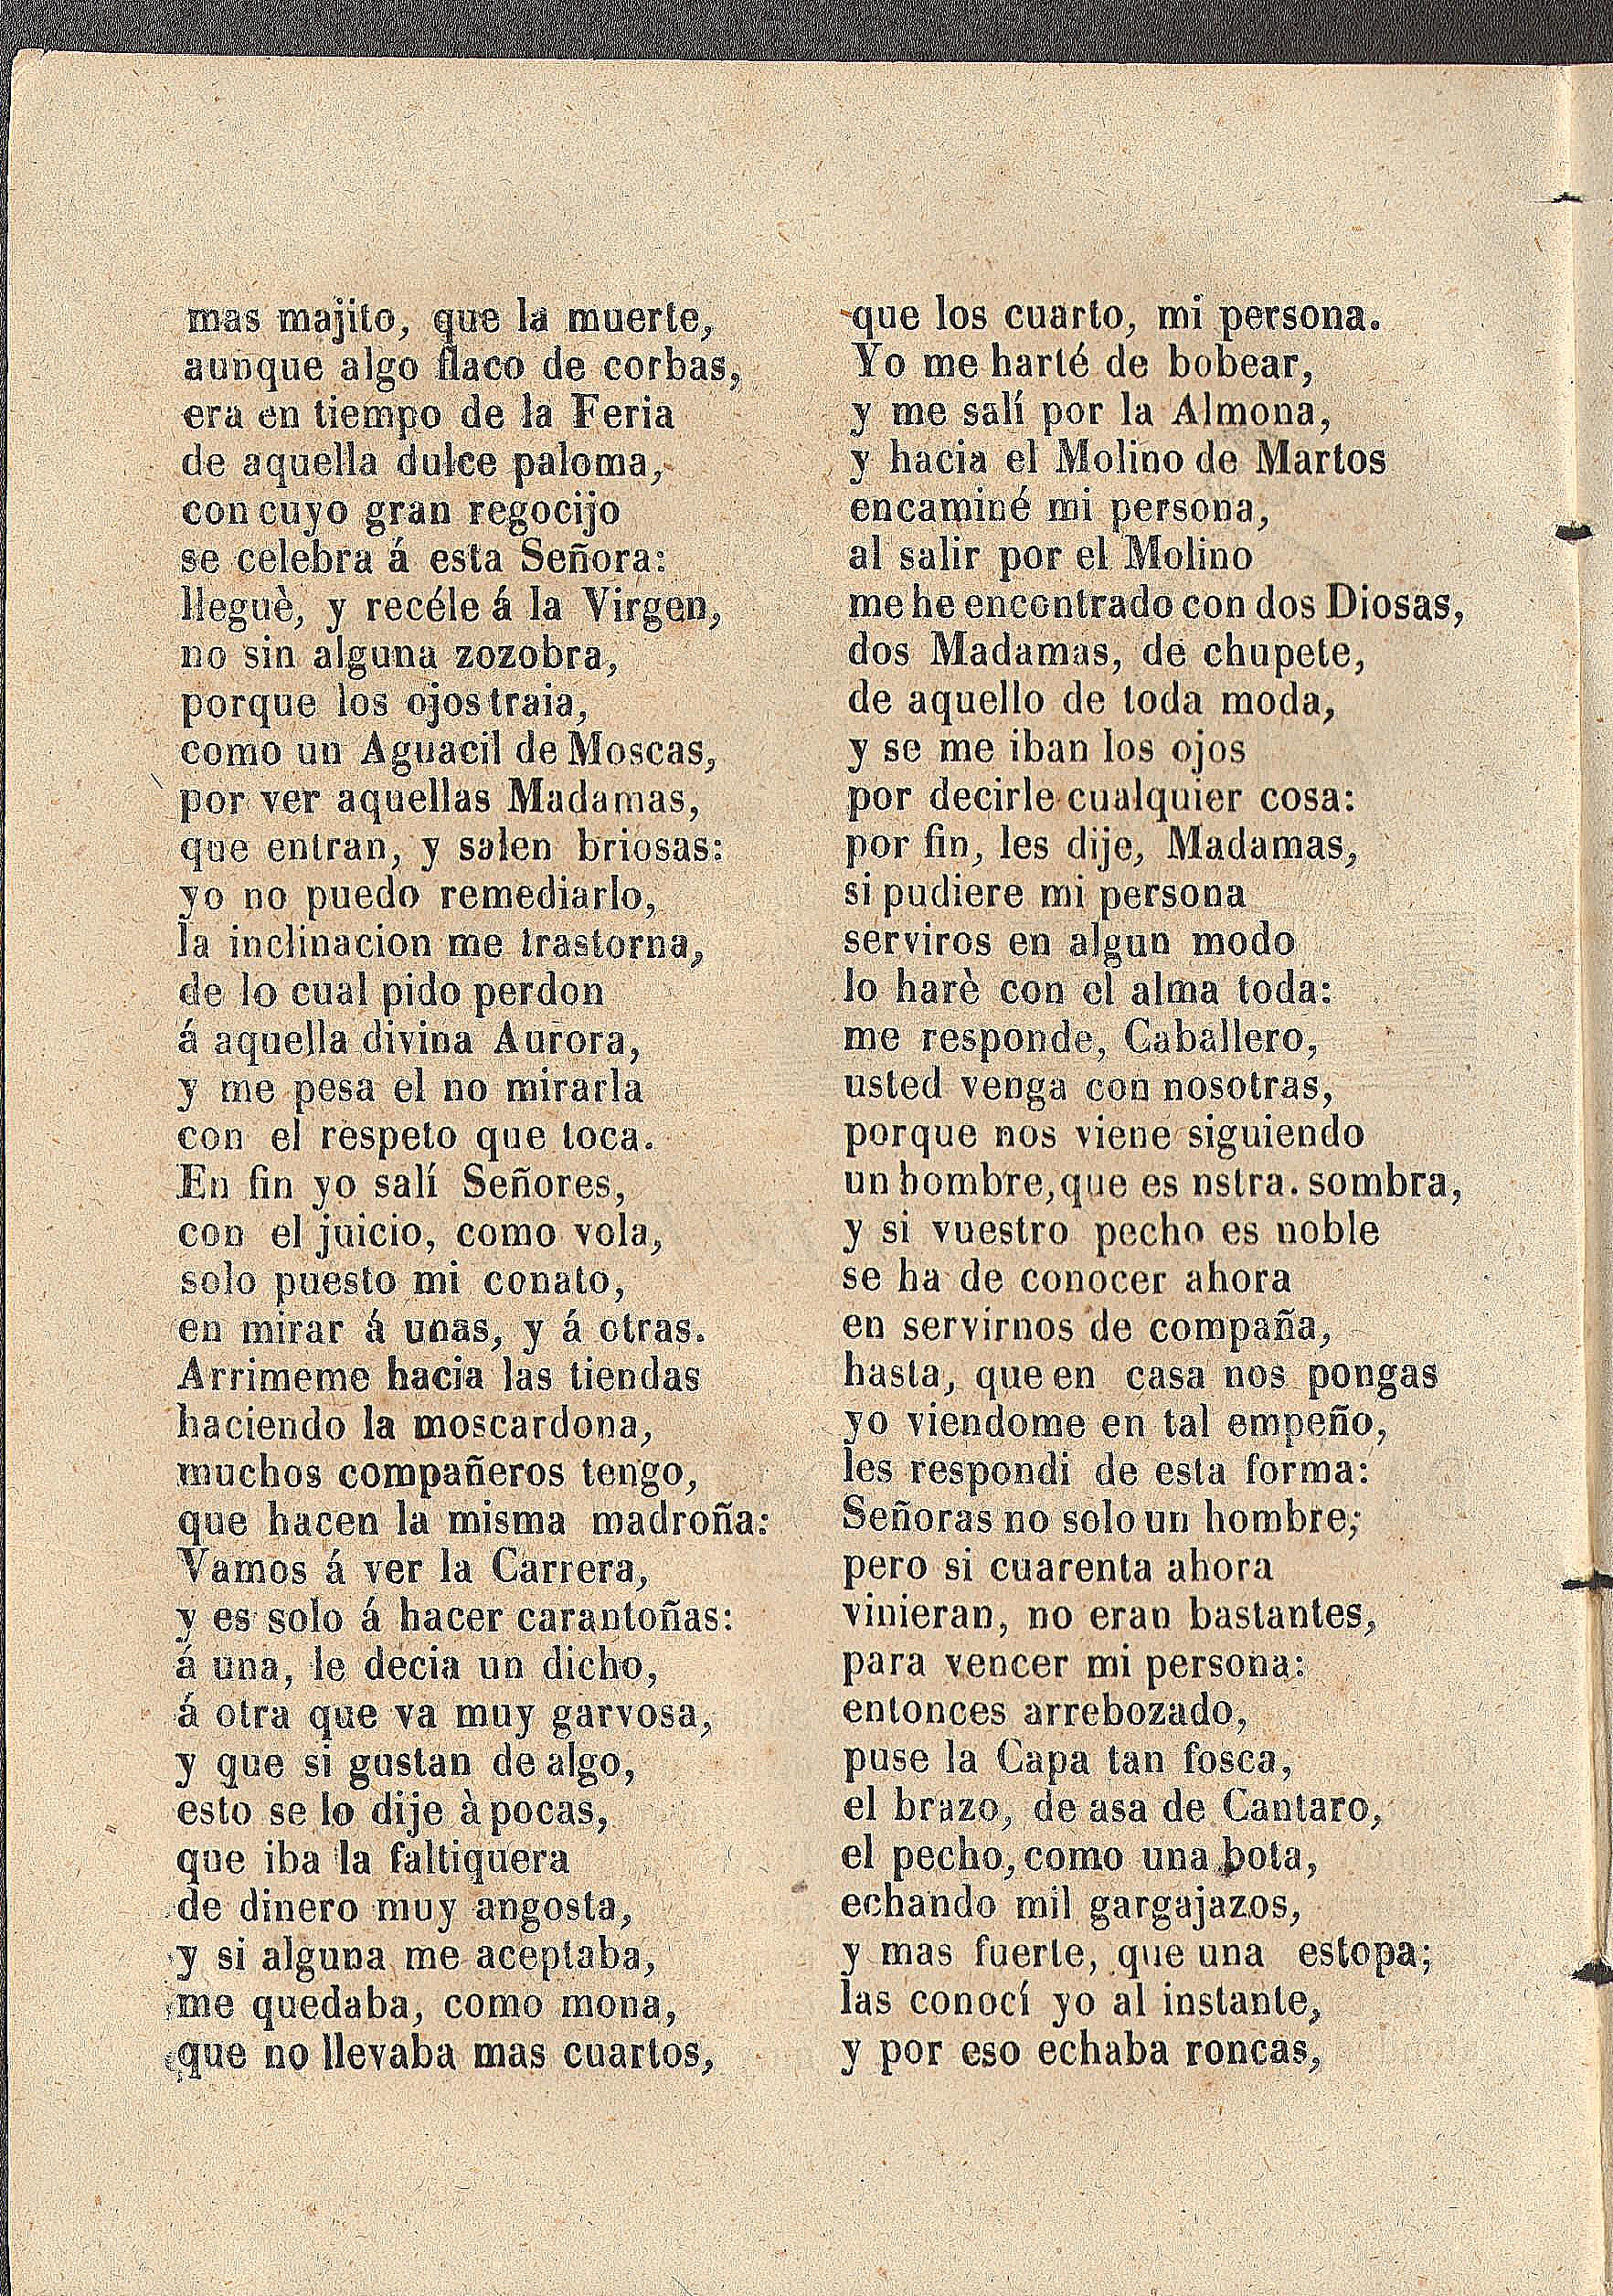 mas majito, que la muerte,
aunque algo flaco de corbas,
era en tiempo de la Feria
de aquella dulce paloma,
con cuyo gran regocijo
se celebra á esta Señora:
lleguè, y recéle á la Virgen,
no sin alguna zozobra,
porque los ojos traia,
como un Aguacil de Moscas,
por ver aquellas Madamas,
que entran, y salen briosas:
yo no puedo remediarlo,
la inclinacion me trastorna,
de lo cual pido perdon
á aquella divina Aurora,
y me pesa el no mirarla
con el respeto que toca.
En fin yo salí Señores,
con el juicio, como vola,
solo puesto mi conato,
en mirar á unas, y á otras.
Arrimeme hacia las tiendas
haciendo la moscardona,
muchos compañeros tengo,
que hacen la misma madroña:
Vamos á ver la Carrera,
y es solo á hacer carantoñas:
á una, le decia un dicho,
á otra que va muy garvosa,
y que si gustan de algo,
esto se lo dije à pocas,
que iba la faltiquera
de dinero muy angosta,
y si alguna me aceptaba,
me quedaba, como mona,
que no llevaba mas cuartos,
que los cuarto, mi persona.
Yo me harté de bobear,
y me salí por la Almona,
y hacia el Molino de Martos
encaminé mi persona,
al salir por el Molino
me he encontrado con dos Diosas,
dos Madamas, de chupete,
de aquello de toda moda,
y se me iban los ojos
por decirle cualquier cosa:
por fin, les dije, Madamas,
si pudiere mi persona
serviros en algun modo
lo harè con el alma toda:
me responde, Caballero,
usted venga con nosotras,
porque nos viene siguiendo
un hombre, que es nstra. sombra,
y si vuestro pecho es noble
se ha de conocer ahora
en servirnos de compaña,
hasta, que en casa nos pongas
yo viendome en tal empeño,
les respondi de esta forma:
Señoras no solo un hombre;
pero si cuarenta ahora
vinieran, no eran bastantes,
para vencer mi persona:
entonces arrebozado,
puse la Capa tan fosca,
el brazo, de asa de Cantaro,
el pecho, como una bota,
echando mil gargajazos,
y mas fuerte, que una estopa;
las conocí yo al instante,
y por eso echaba roncas,